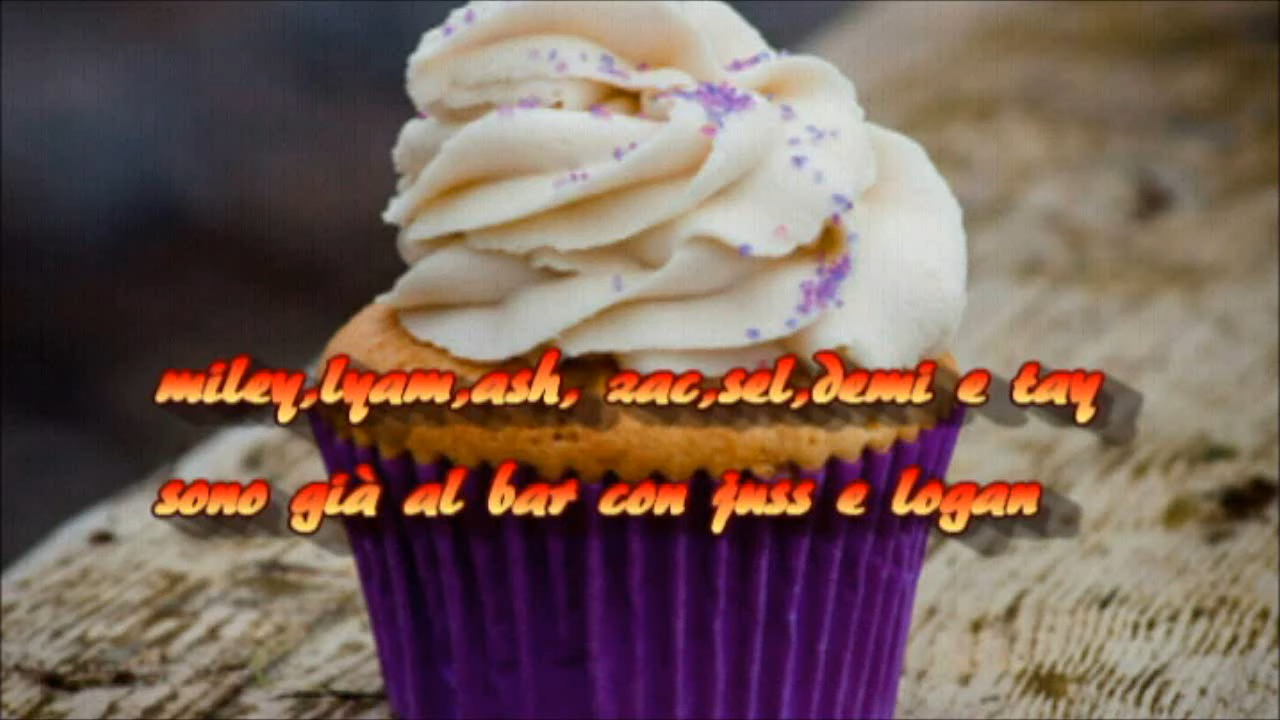 miley,lyam,ash, zac,sel,demi e tay
sono già al bar con juss e logan